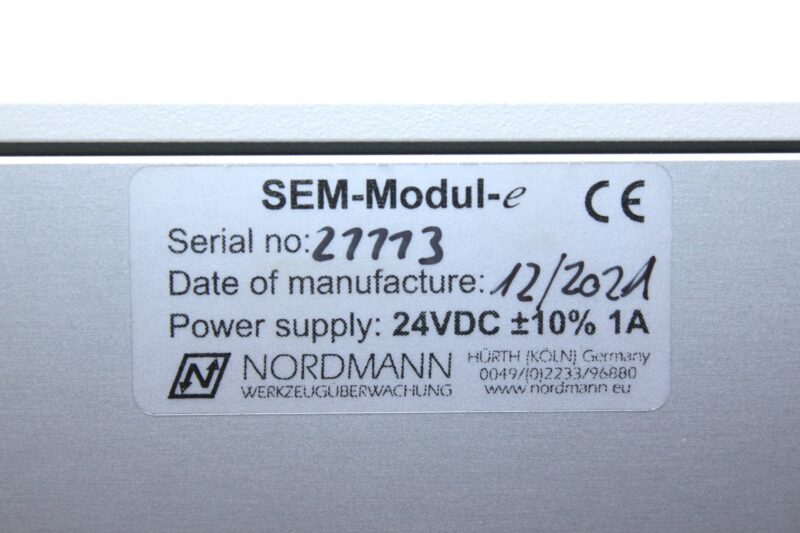 SEM-Modul-e CE
Serial no: 21113
Date of manufacture: 12/2021
Power supply: 24VDC ±10% 1A
N NORDMANN
WERKZEUGÜBERWACHUNG
HÜRTH (KÖLN) Germany
0049/(0)2233/96880
www.nordmann.eu